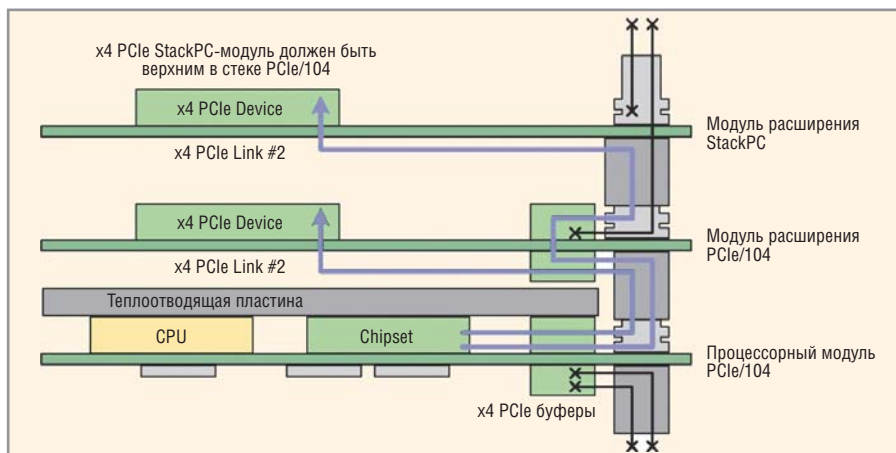 x4 PCIe StackPC-модуль должен быть
верхним в стеке PCIe/104
x4 PCIe Device
Модуль расширения
StackPC
x4 PCIe Link #2
x4 PCIe Device
Модуль расширения
PCIe/104
x4 PCIe Link #2
Теплоотводящая пластина
CPU
Chipset
Процессорный модуль
PCIe/104
x4 PCIe буферы